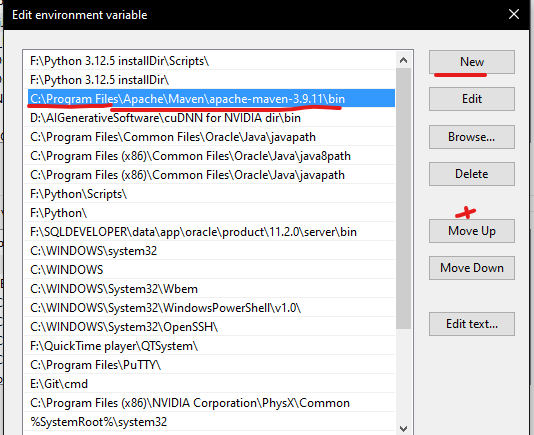 Edit environment variable
F:\Python 3.12.5 installDir\Scripts\
F:\Python 3.12.5 installDir\
C:\Program Files\Apache\Maven\apache-maven-3.9.11\bin
D:\AIGenerativeSoftware\cuDNN for NVIDIA dir\bin
C:\Program Files\Common Files\Oracle\Java\javapath
C:\Program Files (x86)\Common Files\Oracle\Java\java8path
C:\Program Files (x86)\Common Files\Oracle\Java\javapath
F:\Python\Scripts\
F:\Python\
F:\SQLDEVELOPER\data\app\oracle\product\11.2.0\server\bin
C:\WINDOWS\system32
C:\WINDOWS
C:\WINDOWS\System32\Wbem
C:\WINDOWS\System32\WindowsPowerShell\v1.0\
C:\WINDOWS\System32\OpenSSH\
F:\QuickTime player\QTSystem\
C:\Program Files\PuTTY\
E:\Git\cmd
C:\Program Files (x86)\NVIDIA Corporation\PhysX\Common
%SystemRoot%\system32
New
Edit
Browse...
Delete
Move Up
Move Down
Edit text...